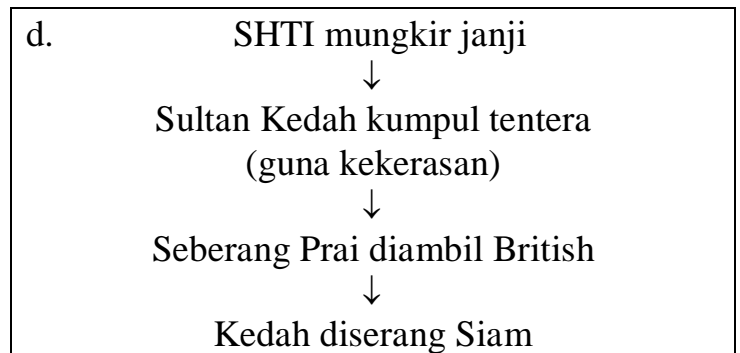 d. SHTI mungkir janji
↓
Sultan Kedah kumpul tentera
(guna kekerasan)
↓
Seberang Prai diambil British
↓
Kedah diserang Siam